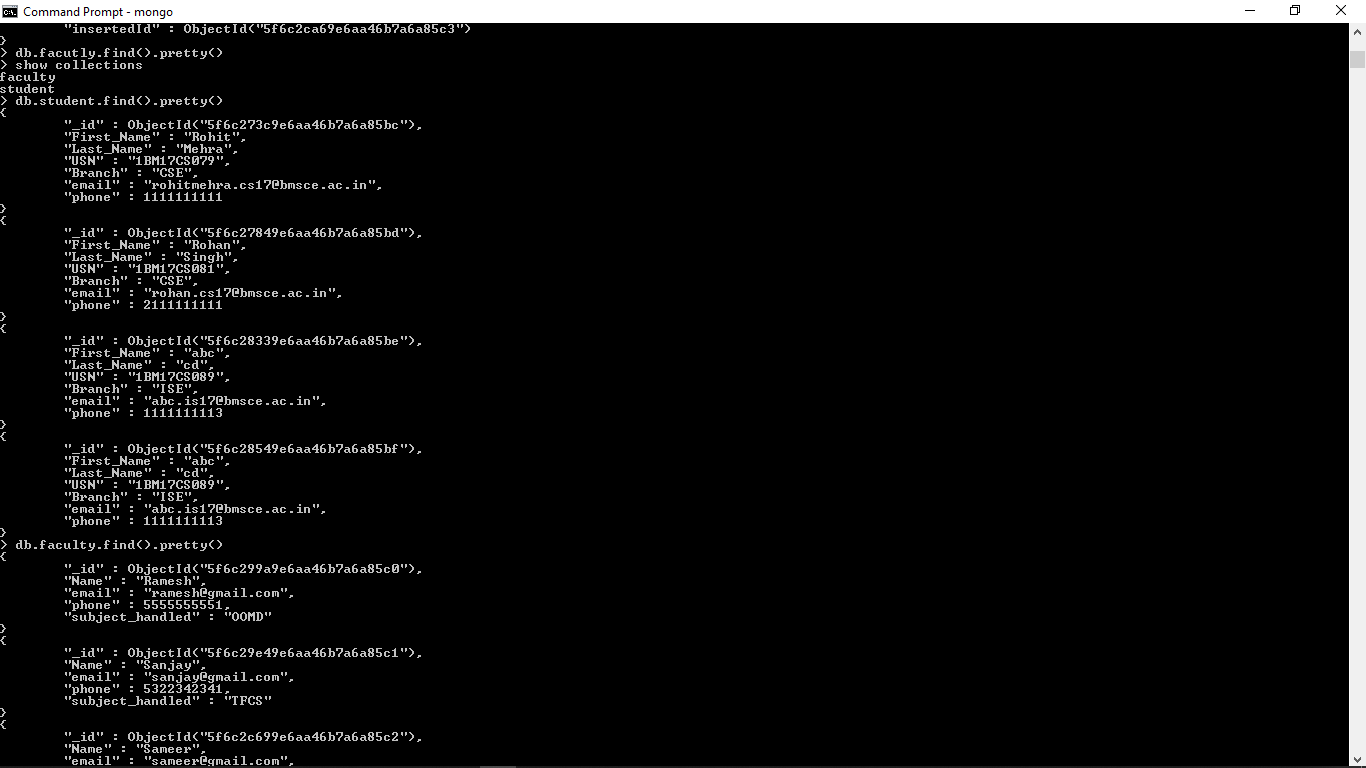 Command Prompt - mongo
"insertedId" : ObjectId("5f6c2ca69e6aa46b7a6a85c3")
}
> db.facutly.find().pretty()
> show collections
faculty
student
> db.student.find().pretty()
{
"_id" : ObjectId("5f6c273c9e6aa46b7a6a85bc"),
"First_Name" : "Rohit",
"Last_Name" : "Mehra",
"USN" : "1BM17CS079",
"Branch" : "CSE",
"email" : "rohitmehra.cs17@bmsce.ac.in",
"phone" : 1111111111
}
{
"_id" : ObjectId("5f6c27849e6aa46b7a6a85bd"),
"First_Name" : "Rohan",
"Last_Name" : "Singh",
"USN" : "1BM17CS081",
"Branch" : "CSE",
"email" : "rohan.cs17@bmsce.ac.in",
"phone" : 2111111111
}
{
"_id" : ObjectId("5f6c28339e6aa46b7a6a85be"),
"First_Name" : "abc",
"Last_Name" : "cd",
"USN" : "1BM17CS089",
"Branch" : "ISE",
"email" : "abc.is17@bmsce.ac.in",
"phone" : 1111111113
}
{
"_id" : ObjectId("5f6c28549e6aa46b7a6a85bf"),
"First_Name" : "abc",
"Last_Name" : "cd",
"USN" : "1BM17CS089",
"Branch" : "ISE",
"email" : "abc.is17@bmsce.ac.in",
"phone" : 1111111113
}
> db.faculty.find().pretty()
{
"_id" : ObjectId("5f6c299a9e6aa46b7a6a85c0"),
"Name" : "Ramesh",
"email" : "ramesh@gmail.com",
"phone" : 5555555551,
"subject_handled" : "OOMD"
}
{
"_id" : ObjectId("5f6c29e49e6aa46b7a6a85c1"),
"Name" : "Sanjay",
"email" : "sanjay@gmail.com",
"phone" : 5322342341,
"subject_handled" : "TFCS"
}
{
"_id" : ObjectId("5f6c2c699e6aa46b7a6a85c2"),
"Name" : "Sameer",
"email" : "sameer@gmail.com",